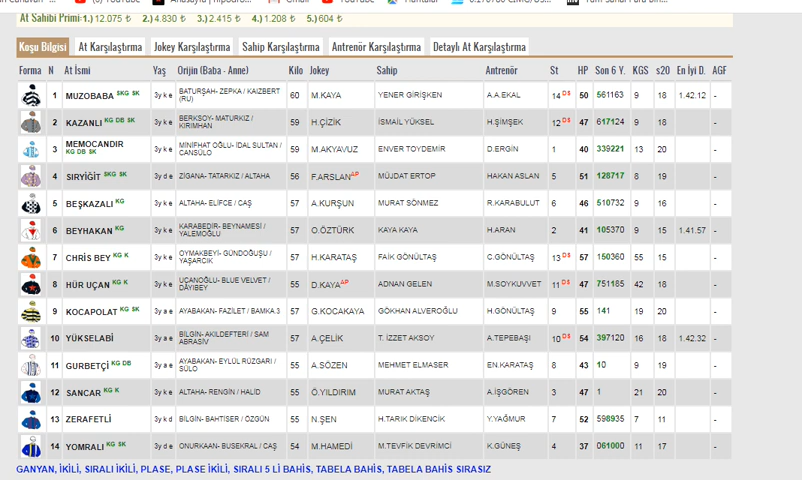 At Sahibi Primi: 1.) 12.075 ₺ 2.) 4.830 ₺ 3.) 2.415 ₺ 4.) 1.208 ₺ 5.) 604 ₺
Koşu Bilgisi At Karşılaştırma Jokey Karşılaştırma Sahip Karşılaştırma Antrenör Karşılaştırma Detaylı At Karşılaştırma
Forma N At İsmi Yaş Orijin (Baba - Anne) Kilo Jokey Sahip Antrenör St HP Son 6 Y. KGS s20 En İyi D. AGF
1 MUZOBABA SKG SK 3y k e BATURŞAH- ZEPKA / KAIZBERT (RU) 60 M.KAYA YENER GİRİŞKEN A.A.EKAL 14 DS 50 561163 9 18 1.42.12 -
2 KAZANLI KG DB SK 3y k e BERKSOY- MATURKIZ / KIRIMHAN 59 H.ÇİZİK İSMAİL YÜKSEL H.ŞİMŞEK 12 DS 47 617124 9 18 -
3 MEMOCANDIR KG DB SK 3y k e MINIFHAT OĞLU- İDAL SULTAN / CANSÜLO 59 M.AKYAVUZ ENVER TOYDEMİR D.ERGİN 1 40 339221 13 20 -
4 SIRYİĞİT SKG SK 3y d e ZİGANA- TATARKIZ / ALTAHA 56 F.ARSLAN AP MÜJDAT ERTOP HAKAN ASLAN 5 51 128717 8 19 -
5 BEŞKAZALI KG 3y k e ALTAHA- ELİFCE / CAŞ 57 A.KURŞUN MURAT SÖNMEZ R.KARABULUT 6 46 510732 9 16 -
6 BEYHAKAN KG 3y k e KARABEDİR- BEYNAMESİ / YALEMOĞLU 57 O.ÖZTÜRK KAYA KAYA H.ARAN 2 41 105370 9 15 1.41.57 -
7 CHRİS BEY KG K 3y k e OYMAKBEYİ- GÜNDOĞUŞU / YAŞARCIK 57 H.KARATAŞ FAİK GÖNÜLTAŞ C.GÖNÜLTAŞ 13 DS 57 150360 55 15 -
8 HÜR UÇAN KG K 3y k e UÇANOĞLU- BLUE VELVET / DAYIBEY 55 D.KAYA AP ADNAN GELEN M.SOYKUVVET 11 DS 47 751185 42 18 -
9 KOCAPOLAT KG SK 3y a e AYABAKAN- FAZİLET / BAMKA.3 57 G.KOCAKAYA GÖKHAN ALVEROĞLU H.GÖNÜLTAŞ 9 55 141 19 20 -
10 YÜKSELABİ 3y a e BİLGİN- AKILDEFTERİ / SAM ABRASIV 57 A.ÇELİK T. İZZET AKSOY A.TEPEBAŞI 10 DS 54 397120 16 18 1.42.32 -
11 GURBETÇİ KG DB 3y a e AYABAKAN- EYLÜL RÜZGARI / SÜLO 55 A.SÖZEN MEHMET ELMASER EN.KARATAŞ 8 43 10 9 19 -
12 SANCAR KG K 3y k e ALTAHA- RENGİN / HALİD 55 Ö.YILDIRIM MURAT AKTAŞ A.İŞGÖREN 3 47 1 21 20 -
13 ZERAFETLİ 3y k d BİLGİN- BAHTİSER / ÖZGÜN 55 N.ŞEN H.TARIK DİKENCİK Y.YAĞMUR 7 52 598935 7 11 -
14 YOMRALI KG SK 3y d e ONURKAAN- BUSEKRAL / CAŞ 54 M.HAMEDİ M.TEVFİK DEVRİMCİ K.GÜNEŞ 4 37 061000 11 17 -
GANYAN, İKİLİ, SIRALI İKİLİ, PLASE, PLASE İKİLİ, SIRALI 5 Lİ BAHİS, TABELA BAHİS, TABELA BAHİS SIRASIZ